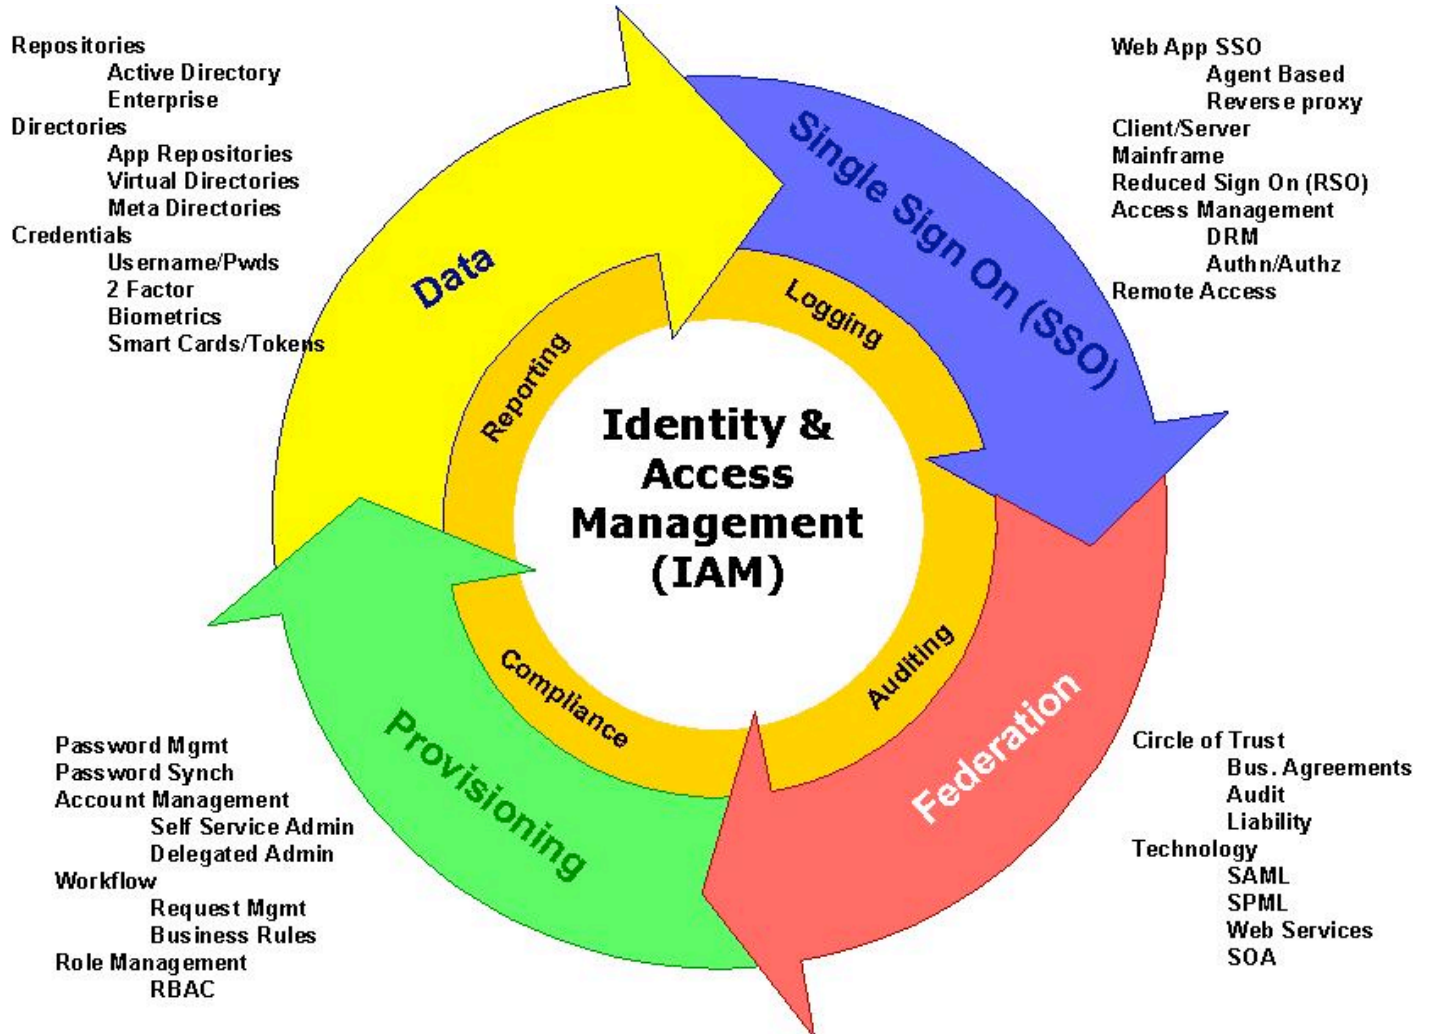 Repositories
Active Directory
Enterprise
Directories
App Repositories
Virtual Directories
Meta Directories
Credentials
Username/Pwds
2 Factor
Biometrics
Smart Cards/Tokens
Web App SSO
Agent Based
Reverse proxy
Client/Server
Mainframe
Reduced Sign On (RSO)
Access Management
DRM
Authn/Authz
Remote Access
Data
Single Sign On (SSO)
Reporting
Logging
Identity &
Access
Management
(IAM)
Compliance
Auditing
Provisioning
Federation
Password Mgmt
Password Synch
Account Management
Self Service Admin
Delegated Admin
Workflow
Request Mgmt
Business Rules
Role Management
RBAC
Circle of Trust
Bus. Agreements
Audit
Liability
Technology
SAML
SPML
Web Services
SOA